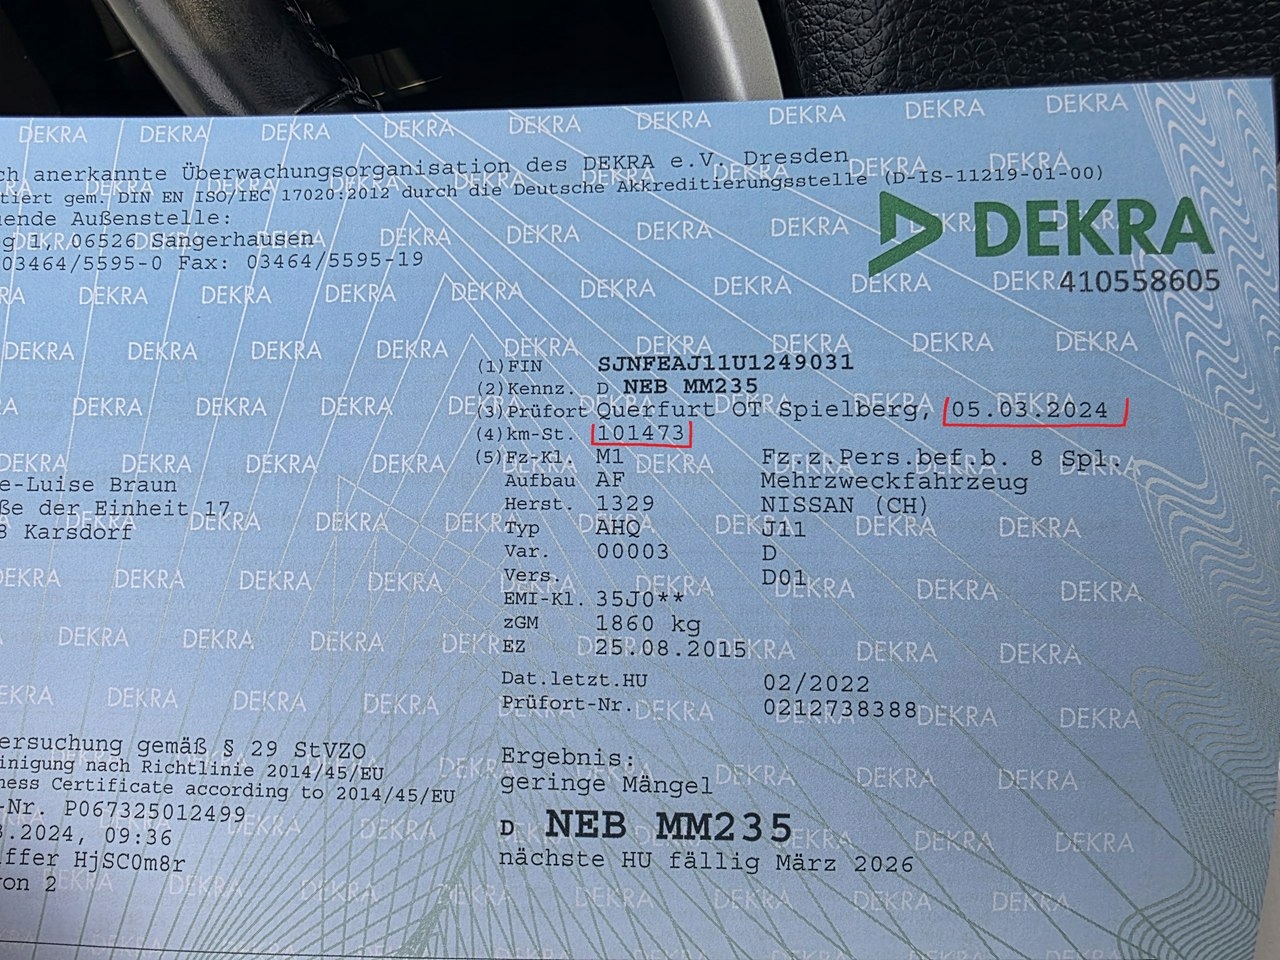 ch anerkannte Überwachungsorganisation des DEKRA e.V. Dresden
tiert gem. DIN EN ISO/IEC 17020:2012 durch die Deutsche Akkreditierungsstelle (D-IS-11219-01-00)
uende Außenstelle:
g 1, 06526 Sangerhausen
03464/5595-0 Fax: 03464/5595-19
DEKRA
410558605
(1) FIN SJNFEAJ11U1249031
(2) Kennz. D NEB MM235
(3) Prüfort Querfurt OT Spielberg, 05.03.2024
(4) km-St. 101473
(5) Fz-Kl. M1 Fz.z.Pers.bef.b. 8 Spl.
Aufbau AF Mehrzweckfahrzeug
Herst. 1329 NISSAN (CH)
Typ AHQ J11
Var. 00003 D
Vers. D01
EMI-Kl. 35J0**
zGM 1860 kg
EZ 25.08.2015
Dat.letzt.HU 02/2022
Prüfort-Nr. 0212738388
e-Luise Braun
ße der Einheit 17
8 Karsdorf
ersuchung gemäß § 29 StVZO
inigung nach Richtlinie 2014/45/EU
ness Certificate according to 2014/45/EU
-Nr. P067325012499
3.2024, 09:36
iffer HjSC0m8r
von 2
Ergebnis:
geringe Mängel
D NEB MM235
nächste HU fällig März 2026